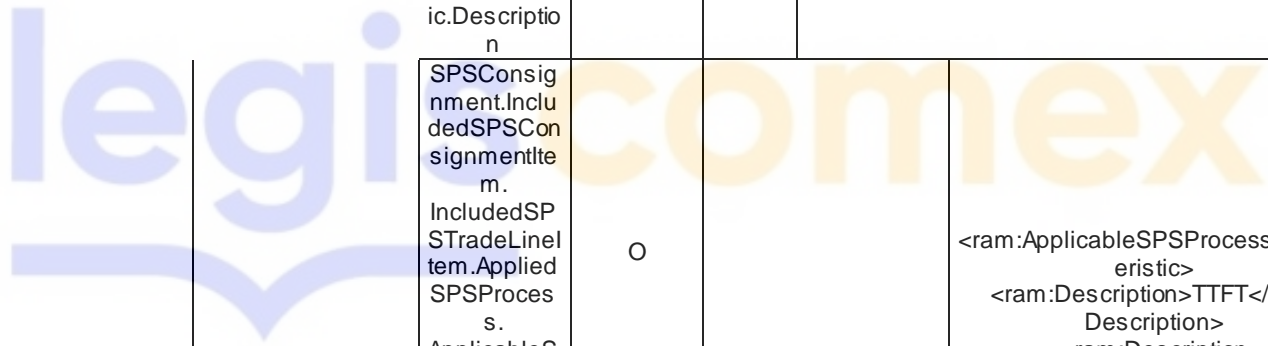 legiscomex
ic.Descriptio
n
SPSConsig
nment.Inclu
dedSPSCon
signmentIte
m.
IncludedSP
STradeLineI
tem.Applied
SPSProces
s.
O
<ram:ApplicableSPSProcess
eristic>
<ram:Description>TTFT</
Description>